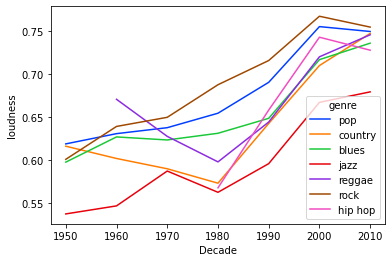 0.75
0.70
0.65
0.60
0.55
loudness
1950 1960 1970 1980 1990 2000 2010
Decade
genre
pop
country
blues
jazz
reggae
rock
hip hop